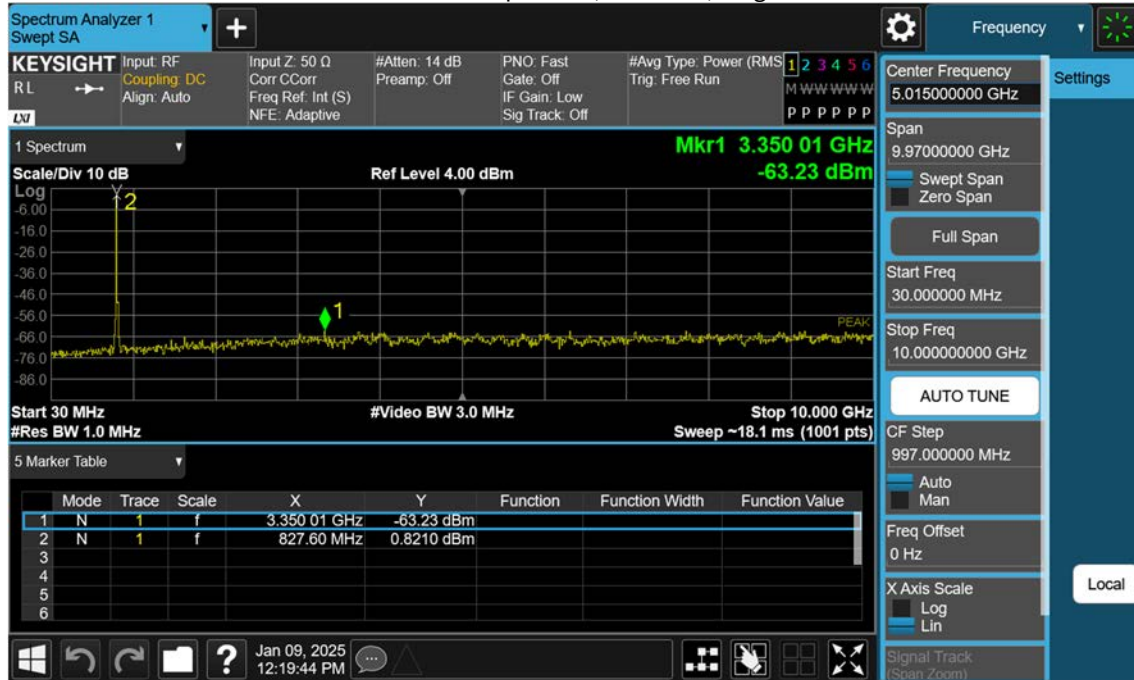 Spectrum Analyzer 1
Swept SA
Frequency
KEYSIGHT
RL
LXI
Input: RF
Coupling: DC
Align: Auto
Input Z: 50 Ω
Corr CCorr
Freq Ref: Int (S)
NFE: Adaptive
#Atten: 14 dB
Preamp: Off
PNO: Fast
Gate: Off
IF Gain: Low
Sig Track: Off
#Avg Type: Power (RMS
Trig: Free Run
1 2 3 4 5 6
M W W W W W
P P P P P P
1 Spectrum
Mkr1 3.350 01 GHz
Scale/Div 10 dB
Ref Level 4.00 dBm
-63.23 dBm
Log
2
-6.00
-16.0
-26.0
-36.0
-46.0
1
-56.0
PEAK
-66.0
-76.0
-86.0
Start 30 MHz
#Video BW 3.0 MHz
Stop 10.000 GHz
#Res BW 1.0 MHz
Sweep ~18.1 ms (1001 pts)
5 Marker Table
Mode Trace Scale X Y Function Function Width Function Value
1 N 1 f 3.350 01 GHz -63.23 dBm
2 N 1 f 827.60 MHz 0.8210 dBm
3
4
5
6
?
Jan 09, 2025
12:19:44 PM
Center Frequency
5.015000000 GHz
Settings
Span
9.97000000 GHz
Swept Span
Zero Span
Full Span
Start Freq
30.000000 MHz
Stop Freq
10.000000000 GHz
AUTO TUNE
CF Step
997.000000 MHz
Auto
Man
Freq Offset
0 Hz
X Axis Scale
Log
Lin
Local
Signal Track
(Span Zoom)